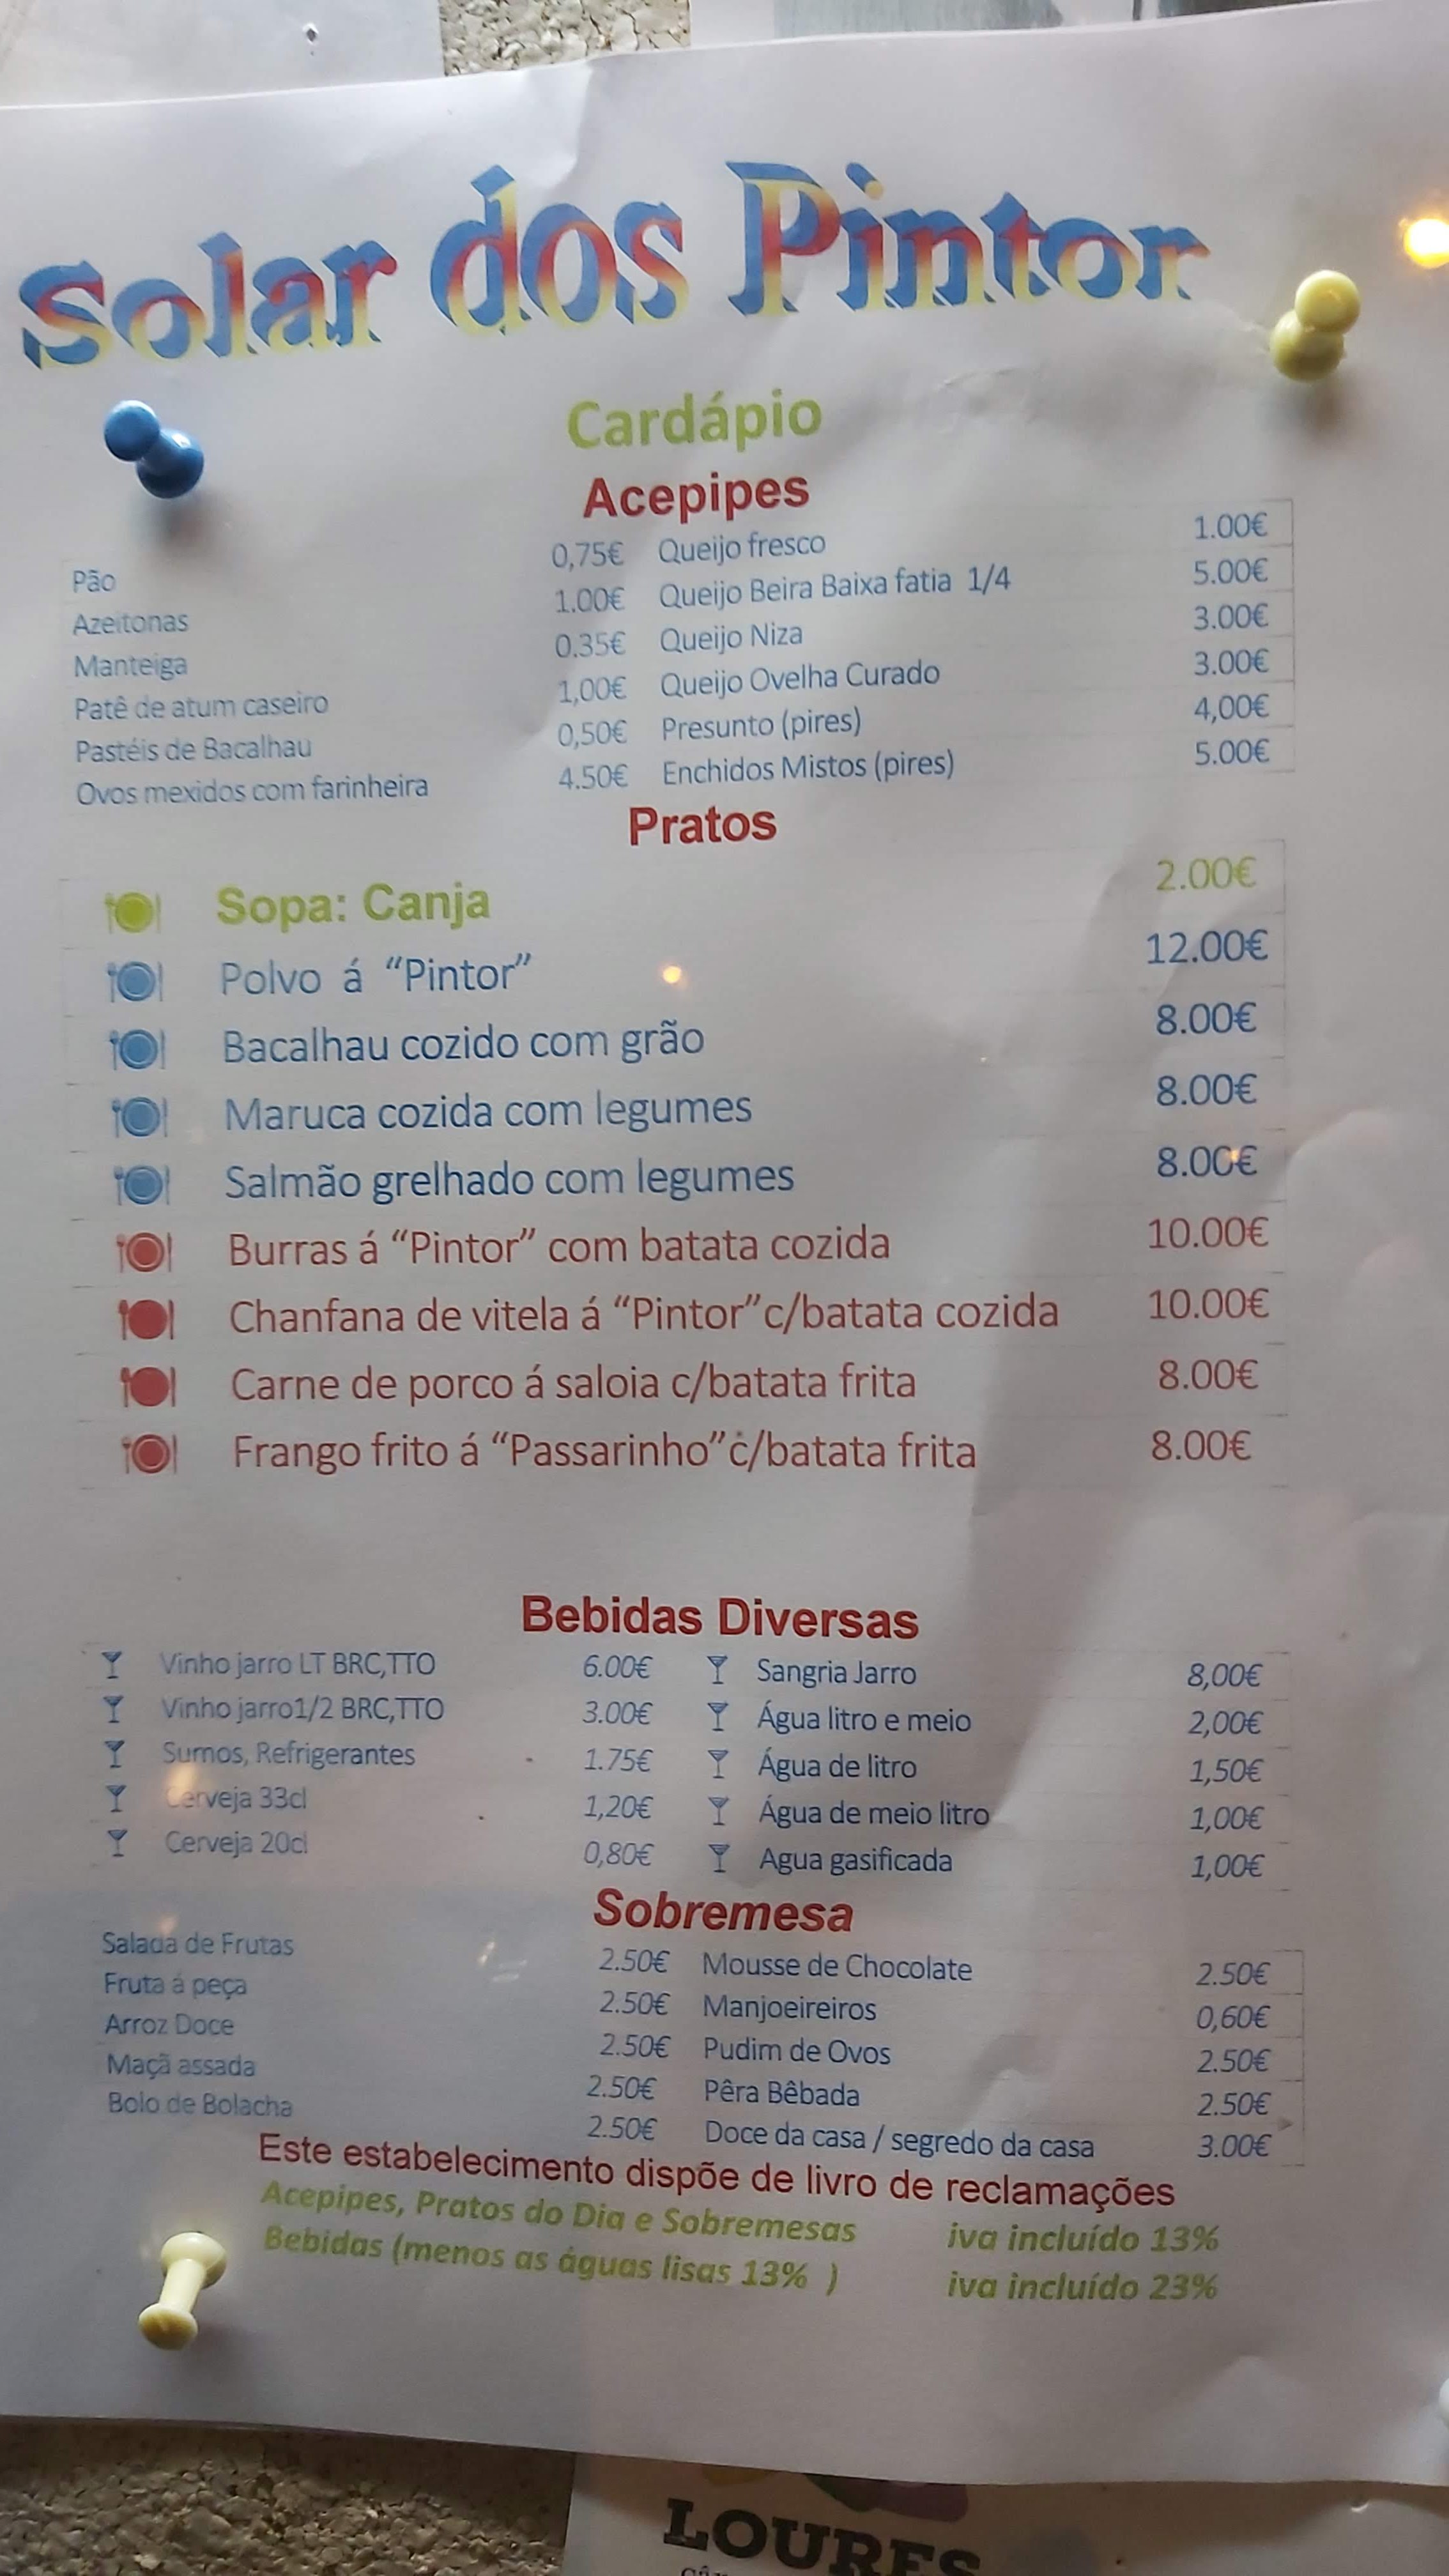 Solar dos Pintor
Cardápio
Acepipes
Pão 0,75€ Queijo fresco 1.00€
Azeitonas 1.00€ Queijo Beira Baixa fatia 1/4 5.00€
Manteiga 0.35€ Queijo Niza 3.00€
Patê de atum caseiro 1,00€ Queijo Ovelha Curado 3.00€
Pastéis de Bacalhau 0,50€ Presunto (pires) 4,00€
Ovos mexidos com farinheira 4.50€ Enchidos Mistos (pires) 5.00€
Pratos
Sopa: Canja 2.00€
Polvo á “Pintor” 12.00€
Bacalhau cozido com grão 8.00€
Maruca cozida com legumes 8.00€
Salmão grelhado com legumes 8.00€
Burras á “Pintor” com batata cozida 10.00€
Chanfana de vitela á “Pintor”c/batata cozida 10.00€
Carne de porco á saloia c/batata frita 8.00€
Frango frito á “Passarinho”c/batata frita 8.00€
Bebidas Diversas
Vinho jarro LT BRC,TTO 6.00€ Sangria Jarro 8,00€
Vinho jarro1/2 BRC,TTO 3.00€ Água litro e meio 2,00€
Sumos, Refrigerantes 1.75€ Água de litro 1,50€
Cerveja 33cl 1,20€ Água de meio litro 1,00€
Cerveja 20cl 0,80€ Agua gasificada 1,00€
Sobremesa
Salada de Frutas 2.50€ Mousse de Chocolate 2.50€
Fruta á peça 2.50€ Manjoeireiros 0,60€
Arroz Doce 2.50€ Pudim de Ovos 2.50€
Maçã assada 2.50€ Pêra Bêbada 2.50€
Bolo de Bolacha 2.50€ Doce da casa / segredo da casa 3.00€
Este estabelecimento dispõe de livro de reclamações
Acepipes, Pratos do Dia e Sobremesas iva incluído 13%
Bebidas (menos as águas lisas 13% ) iva incluído 23%
LOURES